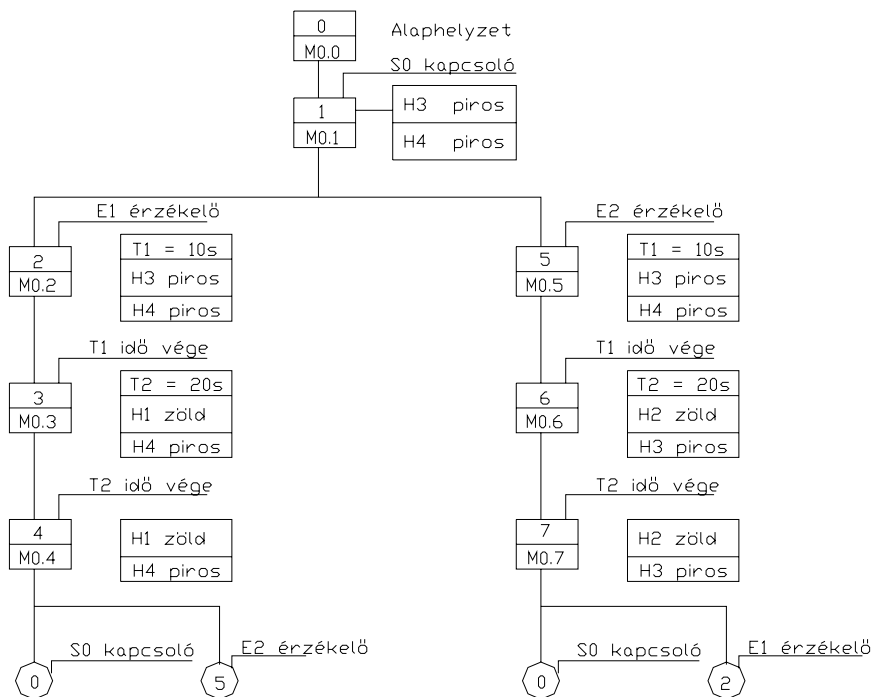 0
M0.0
Alaphelyzet
S0 kapcsoló
1
M0.1
H3 piros
H4 piros
E1 érzékelő
2
M0.2
T1 = 10s
H3 piros
H4 piros
E2 érzékelő
5
M0.5
T1 = 10s
H3 piros
H4 piros
T1 idő vége
3
M0.3
T2 = 20s
H1 zöld
H4 piros
T1 idő vége
6
M0.6
T2 = 20s
H2 zöld
H3 piros
T2 idő vége
4
M0.4
H1 zöld
H4 piros
T2 idő vége
7
M0.7
H2 zöld
H3 piros
0
S0 kapcsoló
5
E2 érzékelő
0
S0 kapcsoló
2
E1 érzékelő